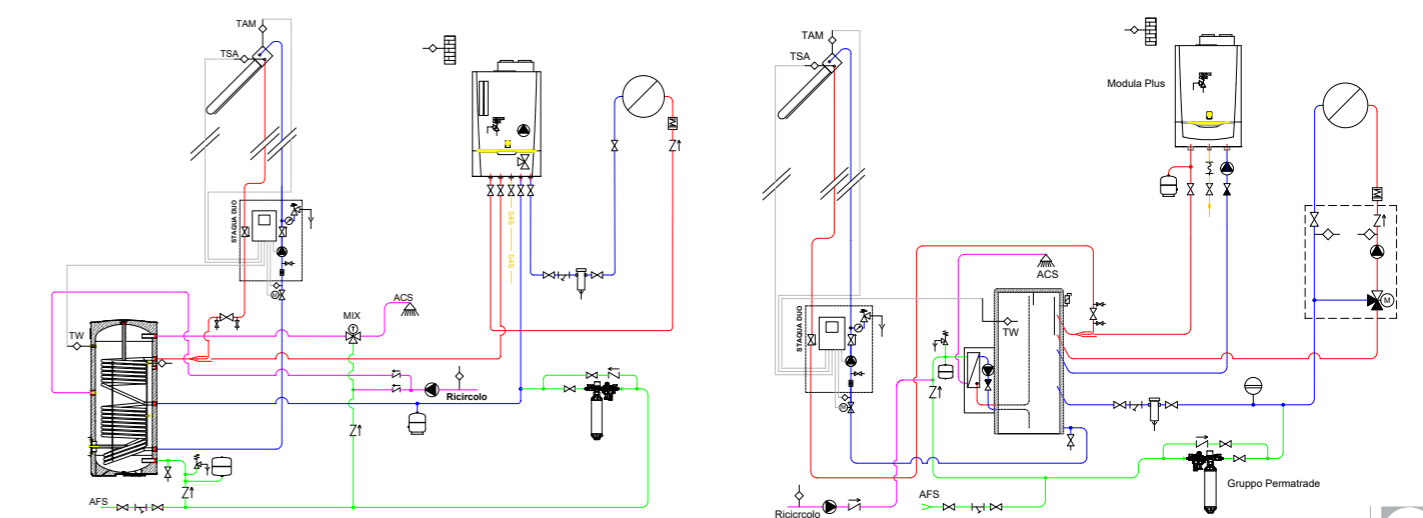 TAM
TSA
STAQUA DUO
GAS
GAS
TW
MIX
T
ACS
M
Ricircolo
AFS
TAM
TSA
Modula Plus
ACS
STAQUA DUO
TW
M
M
Gruppo Permatrade
Ricircolo
AFS